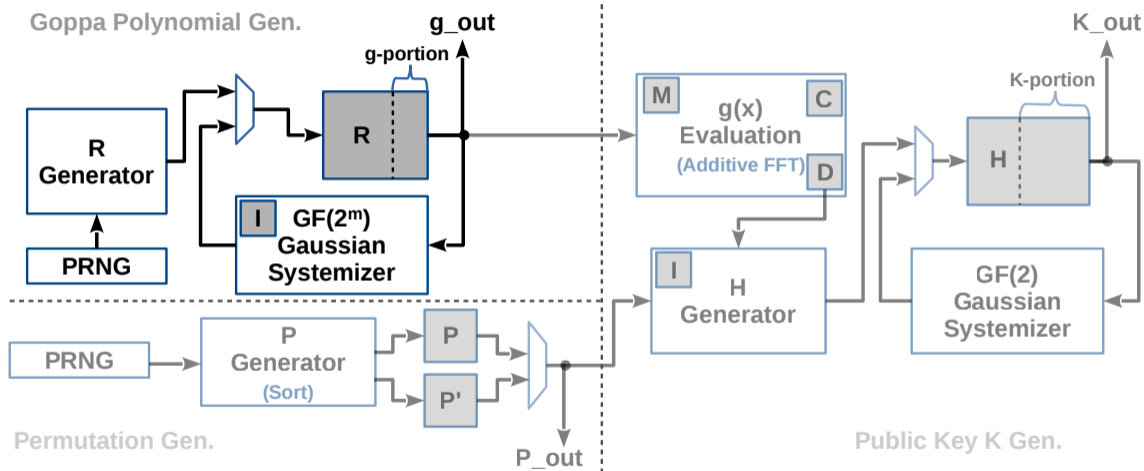 Goppa Polynomial Gen.
g_out
g-portion
R
Generator
R
PRNG
I
GF(2ᵐ)
Gaussian
Systemizer
PRNG
P
Generator
(Sort)
P
P'
P_out
Permutation Gen.
M
C
g(x)
Evaluation
(Additive FFT)
D
I
H
Generator
K_out
K-portion
H
GF(2)
Gaussian
Systemizer
Public Key K Gen.